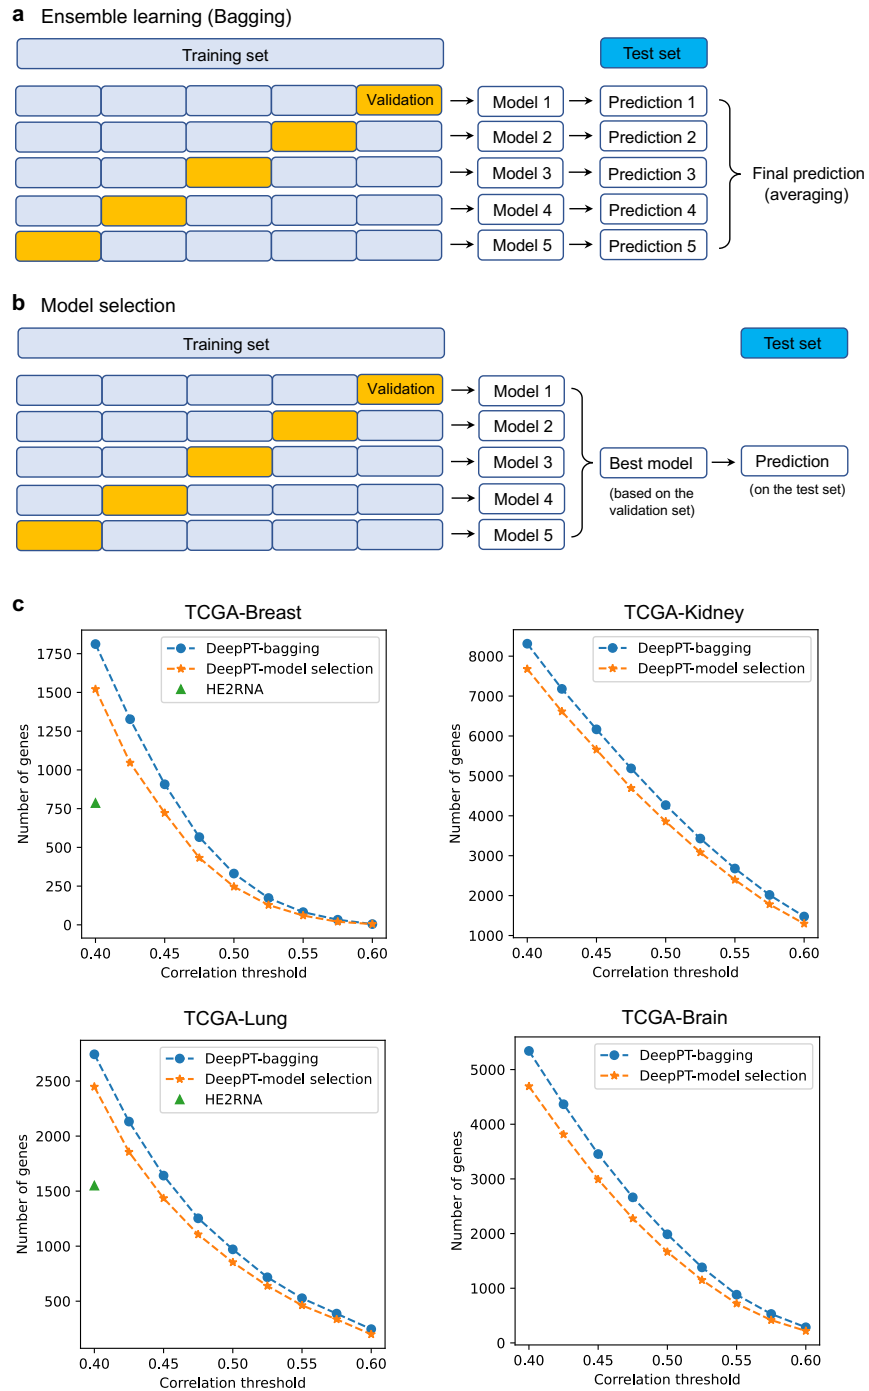 a Ensemble learning (Bagging)
Training set
Test set
Validation
Model 1
Prediction 1
Model 2
Prediction 2
Model 3
Prediction 3
Model 4
Prediction 4
Model 5
Prediction 5
Final prediction
(averaging)
b Model selection
Training set
Test set
Validation
Model 1
Model 2
Model 3
Model 4
Model 5
Best model
(based on the
validation set)
Prediction
(on the test set)
c
TCGA-Breast
DeepPT-bagging
DeepPT-model selection
HE2RNA
Number of genes
1750
1500
1250
1000
750
500
250
0
0.40 0.45 0.50 0.55 0.60
Correlation threshold
TCGA-Kidney
DeepPT-bagging
DeepPT-model selection
Number of genes
8000
7000
6000
5000
4000
3000
2000
1000
0.40 0.45 0.50 0.55 0.60
Correlation threshold
TCGA-Lung
DeepPT-bagging
DeepPT-model selection
HE2RNA
Number of genes
2500
2000
1500
1000
500
0.40 0.45 0.50 0.55 0.60
Correlation threshold
TCGA-Brain
DeepPT-bagging
DeepPT-model selection
Number of genes
5000
4000
3000
2000
1000
0
0.40 0.45 0.50 0.55 0.60
Correlation threshold